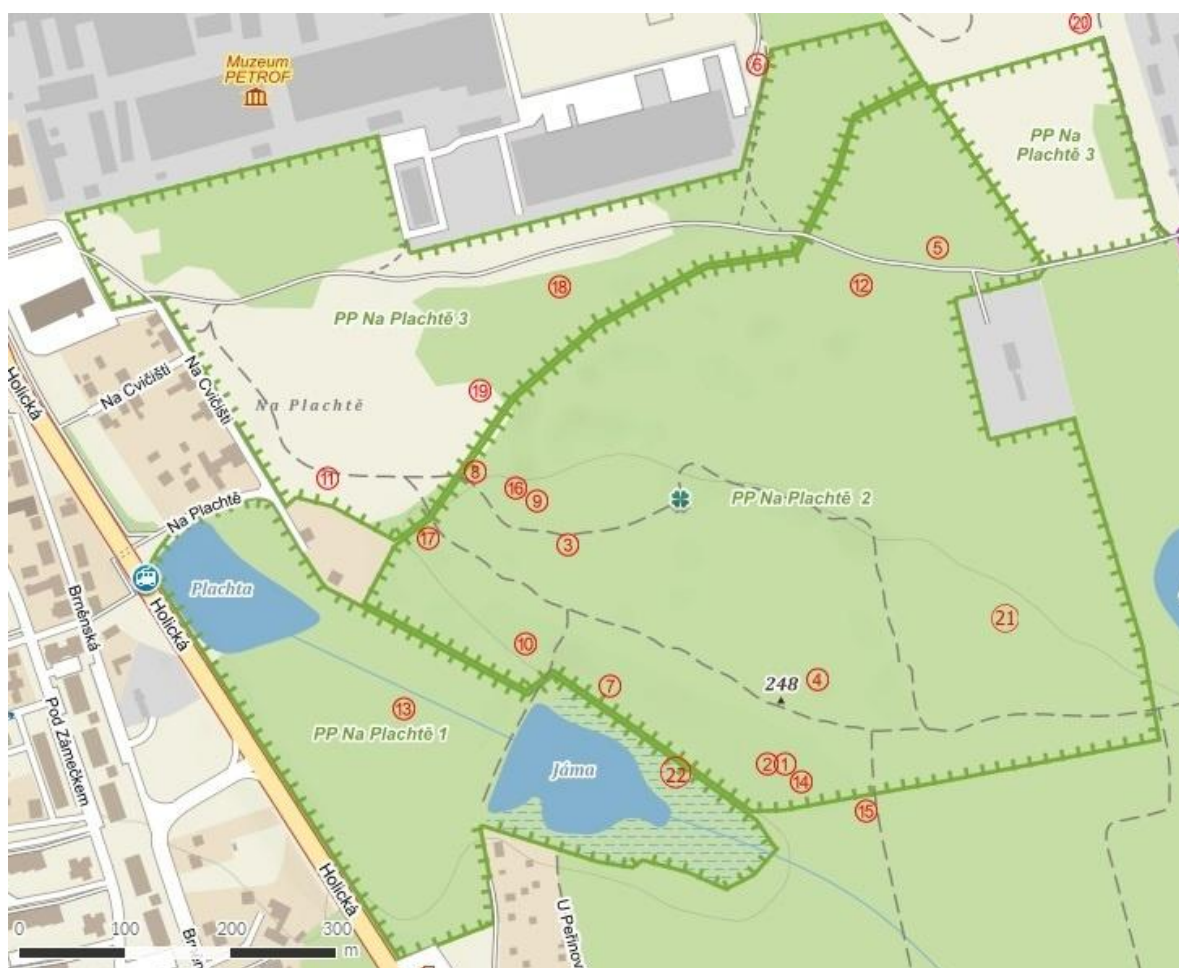 20
Muzeum
PETROF
6
PP Na
Plachtě 3
5
18
12
PP Na Plachtě 3
Holická
Na Cvičišti
Na Cvičišti
19
Na Plachtě
11
8
16
9
PP Na Plachtě 2
Na Plachtě
17
3
Plachta
Holická
Brněnská
21
10
4
7
248
13
PP Na Plachtě 1
Pod Zámečkem
Jáma
22
2
1
14
15
Holická
U Peřinov
0
100
200
300
m